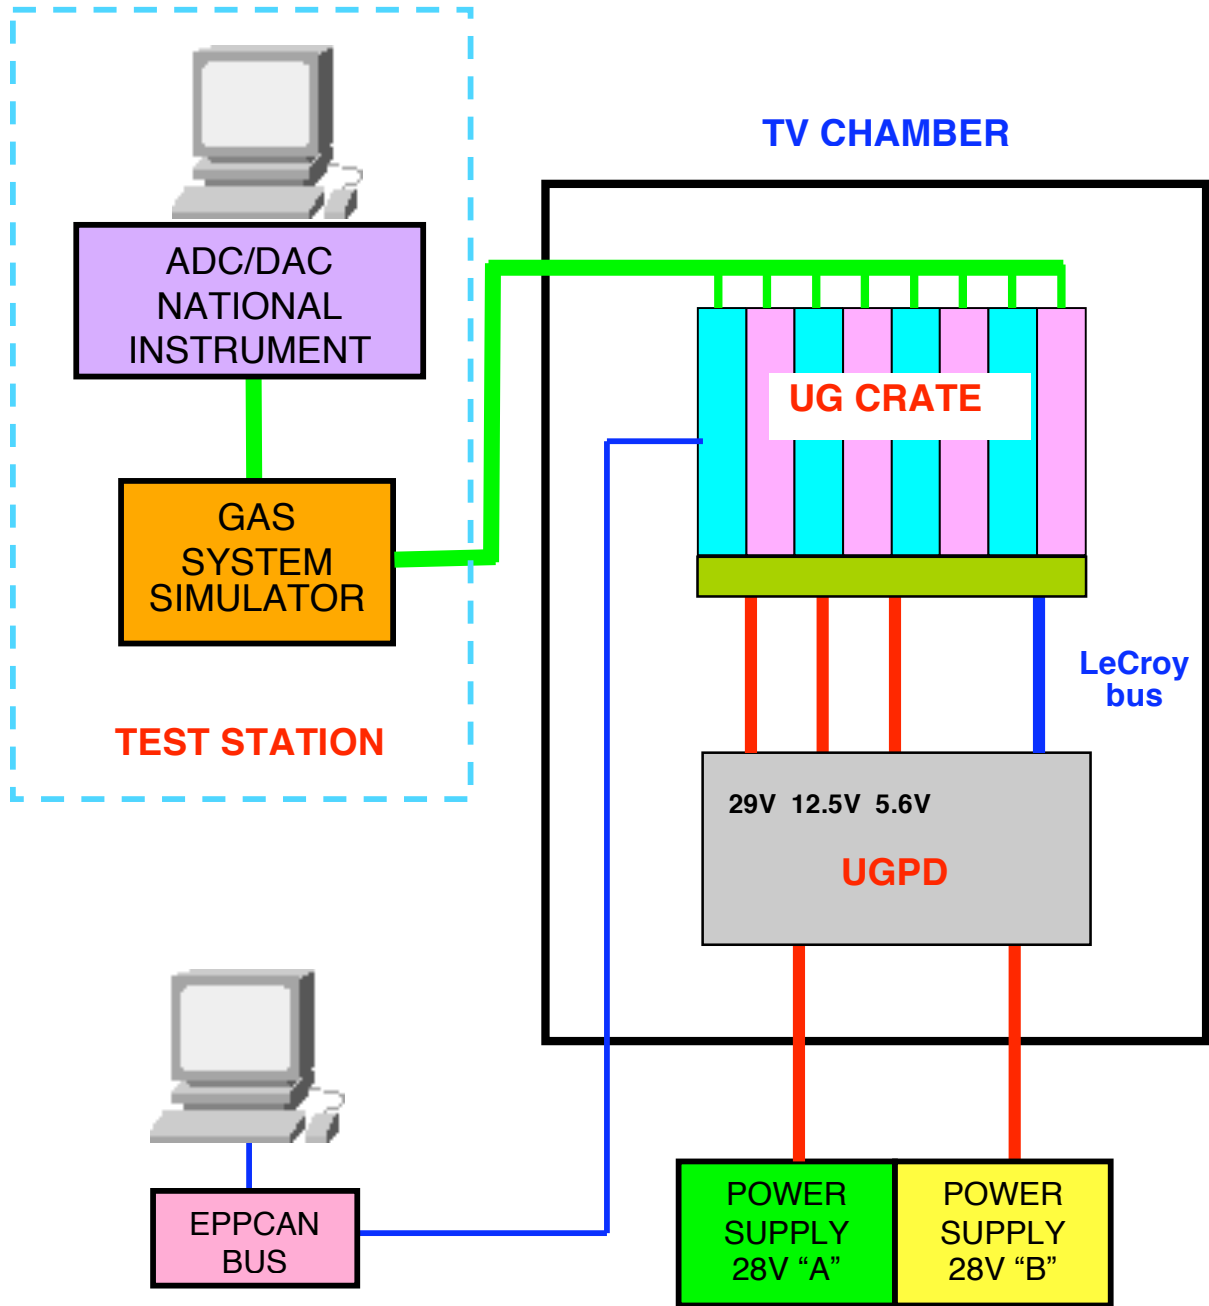 TV CHAMBER
ADC/DAC
NATIONAL
INSTRUMENT
GAS
SYSTEM
SIMULATOR
TEST STATION
UG CRATE
LeCroy
bus
29V 12.5V 5.6V
UGPD
EPPCAN
BUS
POWER
SUPPLY
28V “A”
POWER
SUPPLY
28V “B”